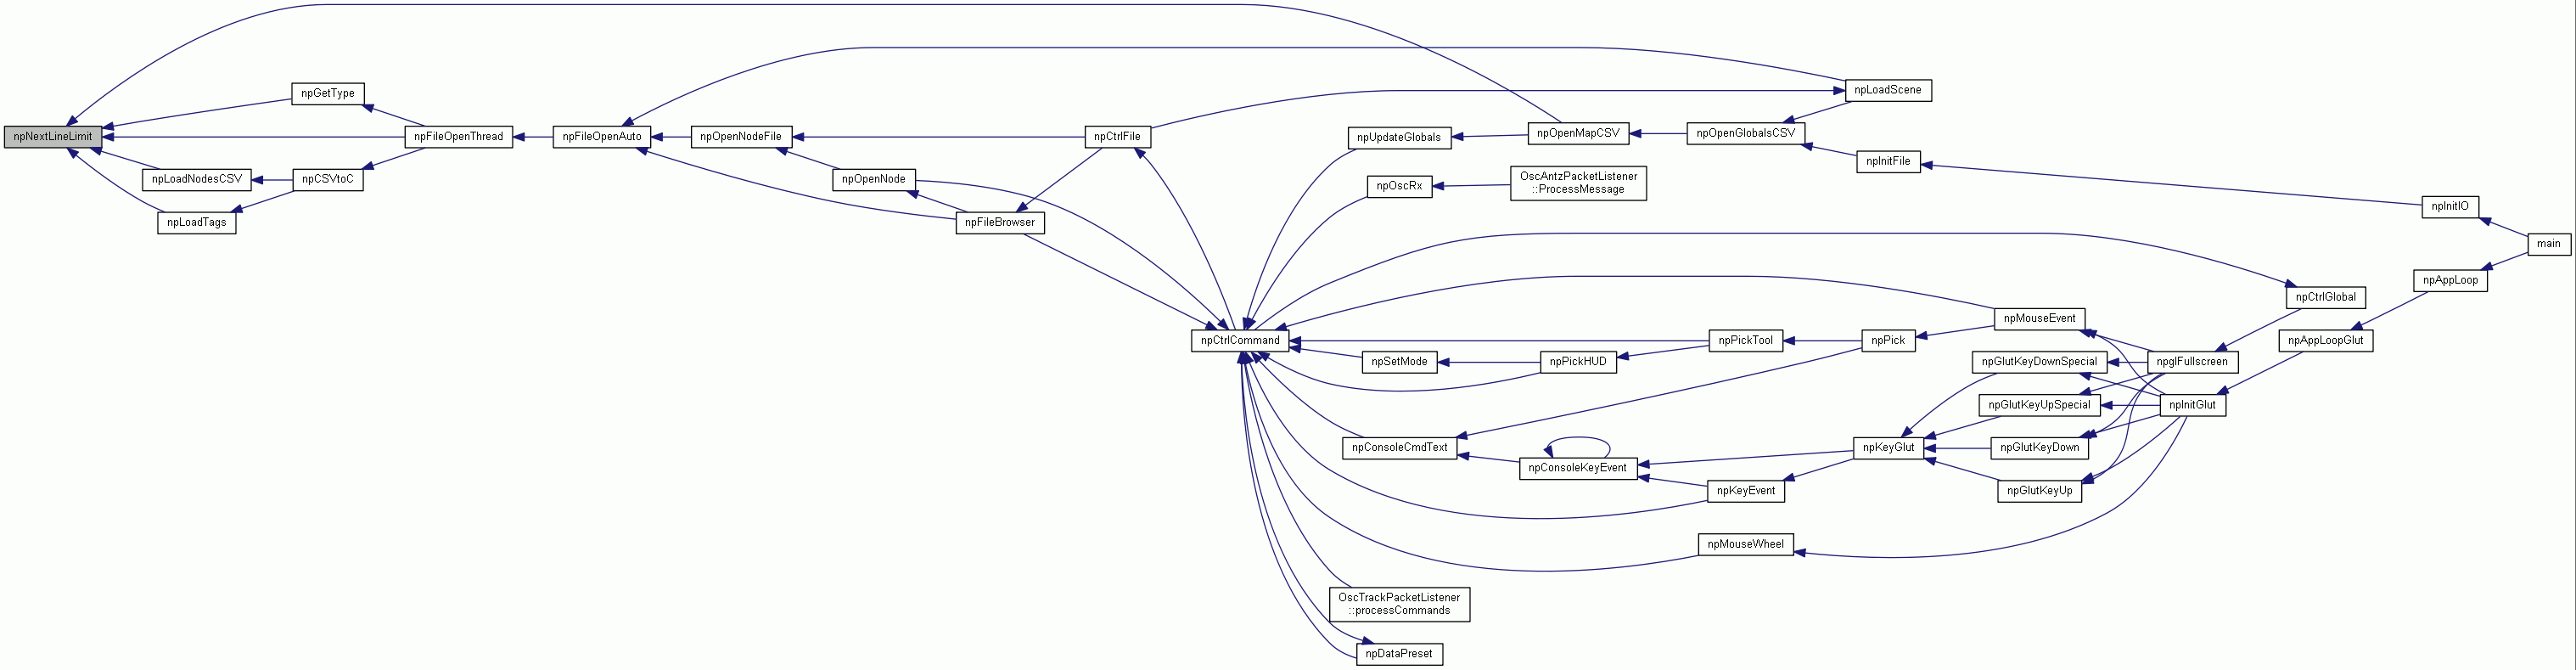 npNextLineLimit
npGetType
npLoadNodesCSV
npLoadTags
npCSVtoC
npFileOpenThread
npFileOpenAuto
npOpenNodeFile
npOpenNode
npFileBrowser
npCtrlFile
npCtrlCommand
npUpdateGlobals
npOscRx
npSetMode
npConsoleCmdText
OscTrackPacketListener
::processCommands
npDataPreset
npOpenMapCSV
OscAntzPacketListener
::ProcessMessage
npPickHUD
npConsoleKeyEvent
npOpenGlobalsCSV
npPickTool
npKeyEvent
npMouseWheel
npLoadScene
npInitFile
npPick
npKeyGlut
npMouseEvent
npGlutKeyDownSpecial
npGlutKeyUpSpecial
npGlutKeyDown
npGlutKeyUp
npglFullscreen
npInitGlut
npCtrlGlobal
npAppLoopGlut
npInitIO
npAppLoop
main